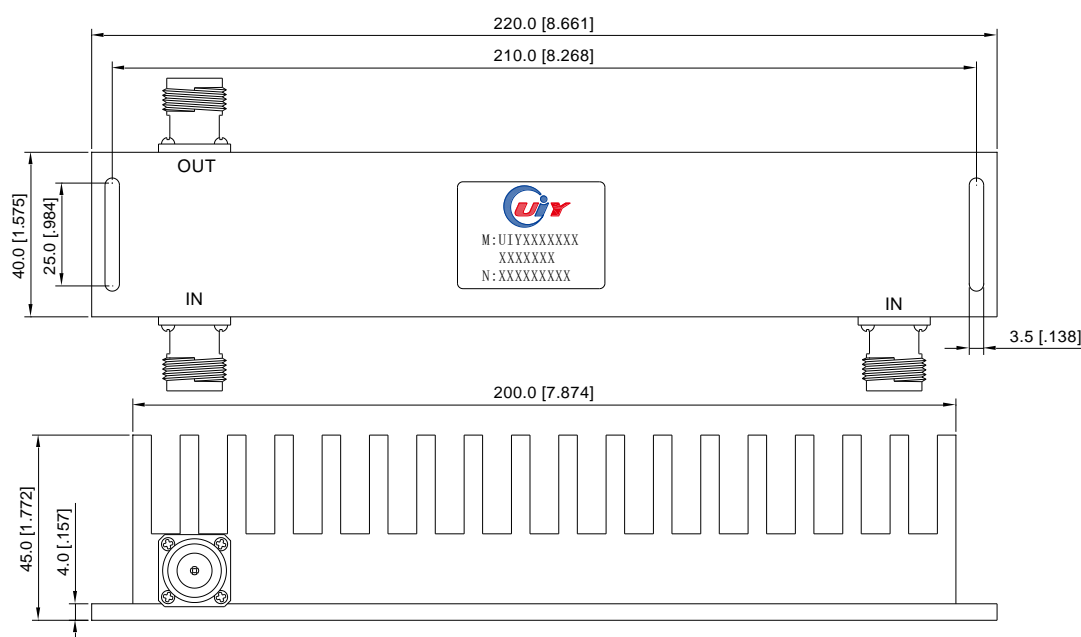 220.0 [8.661]
210.0 [8.268]
OUT
40.0 [1.575]
25.0 [.984]
UiY
M:UIYXXXXXXX
XXXXXXX
N:XXXXXXXXX
IN
IN
3.5 [.138]
200.0 [7.874]
45.0 [1.772]
4.0 [.157]